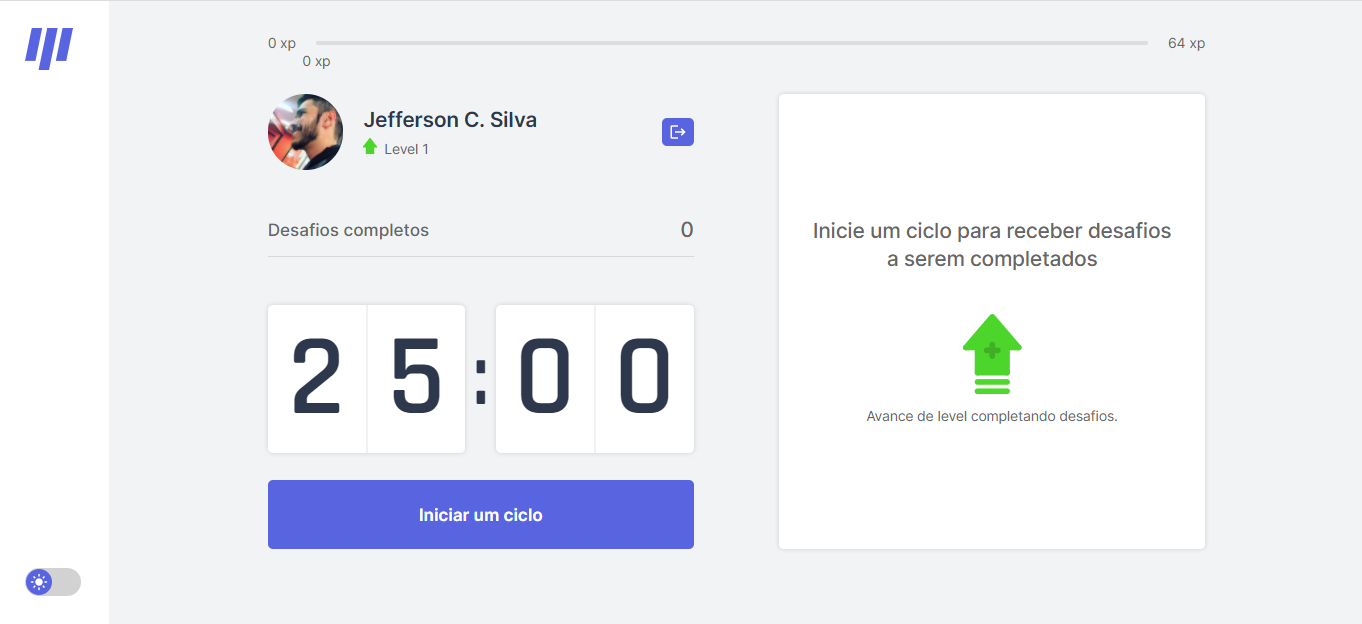 0 xp
64 xp
0 xp
Jefferson C. Silva
Level 1
Desafios completos
0
25:00
Iniciar um ciclo
Inicie um ciclo para receber desafios
a serem completados
Avance de level completando desafios.